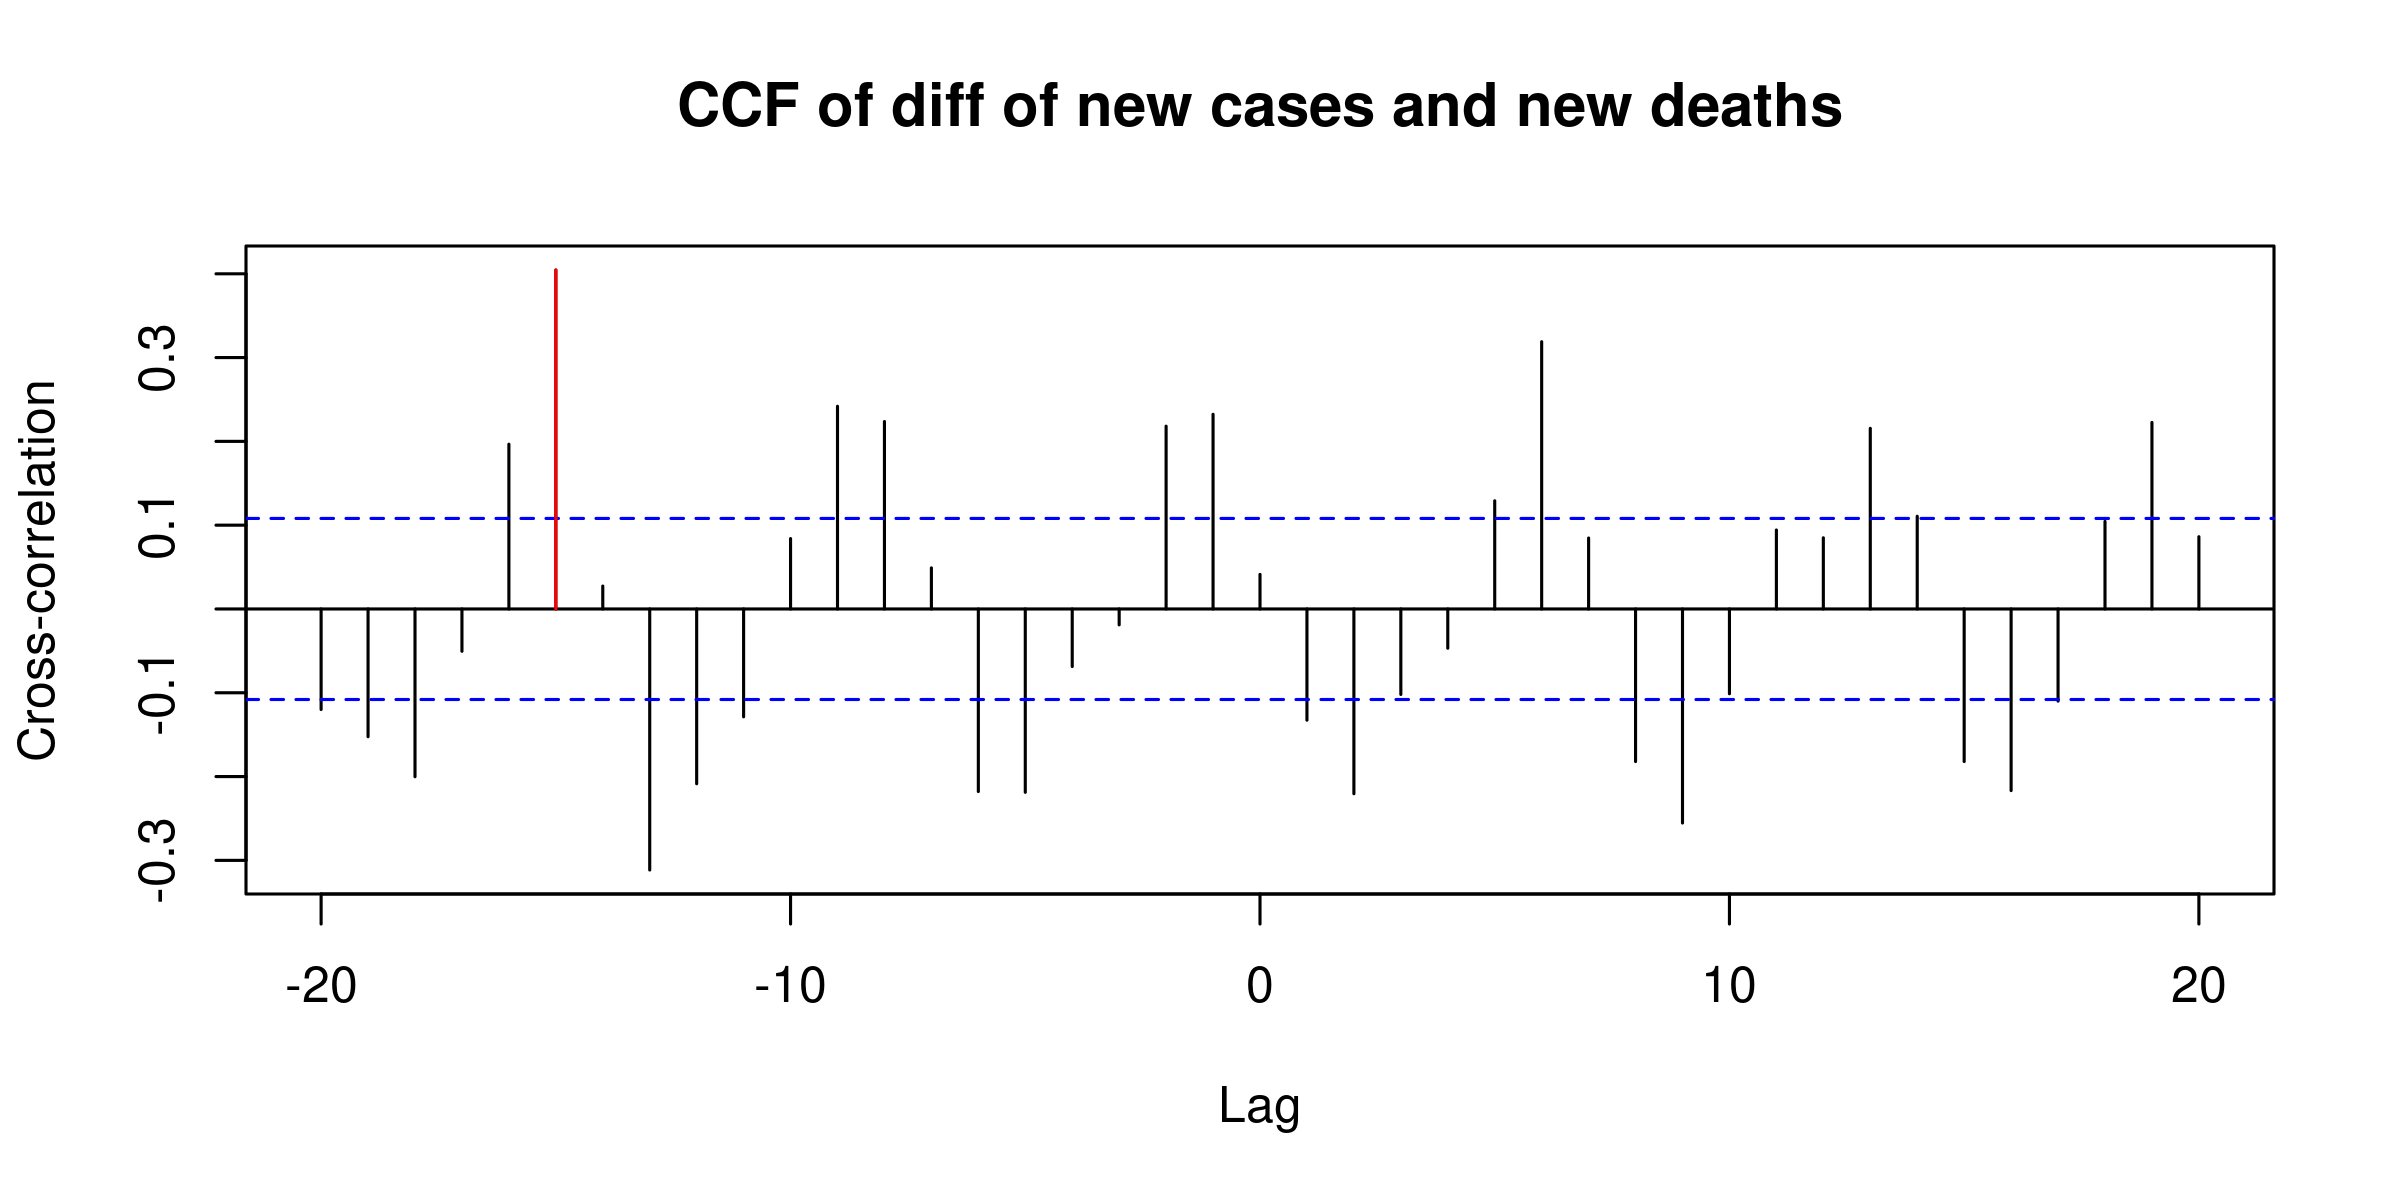 CCF of diff of new cases and new deaths
Cross-correlation
0.3
0.1
-0.1
-0.3
-20 -10 0 10 20
Lag